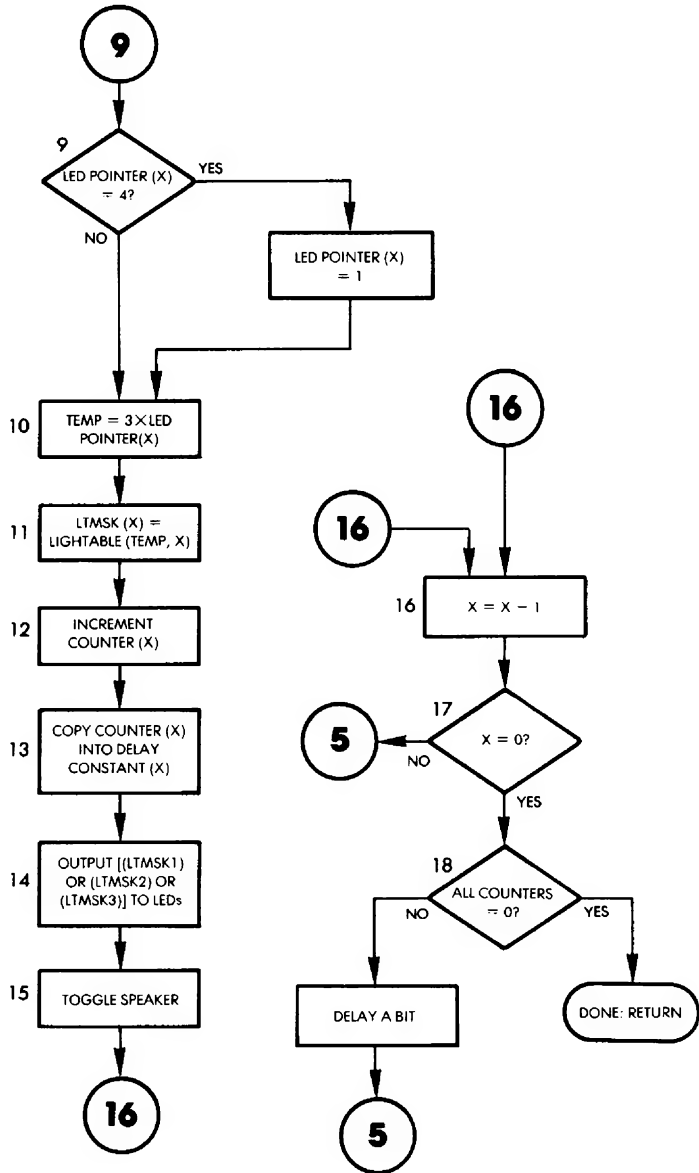 9
9
LED POINTER (X)
= 4?
YES
NO
LED POINTER (X)
= 1
10
TEMP = 3×LED
POINTER(X)
11
LTMSK (X) =
LIGHTABLE (TEMP, X)
12
INCREMENT
COUNTER (X)
13
COPY COUNTER (X)
INTO DELAY
CONSTANT (X)
14
OUTPUT [(LTMSK1)
OR (LTMSK2) OR
(LTMSK3)] TO LEDs
15
TOGGLE SPEAKER
16
16
16
16
X = X − 1
17
X = 0?
NO
5
YES
18
ALL COUNTERS
= 0?
NO
YES
DELAY A BIT
DONE: RETURN
5